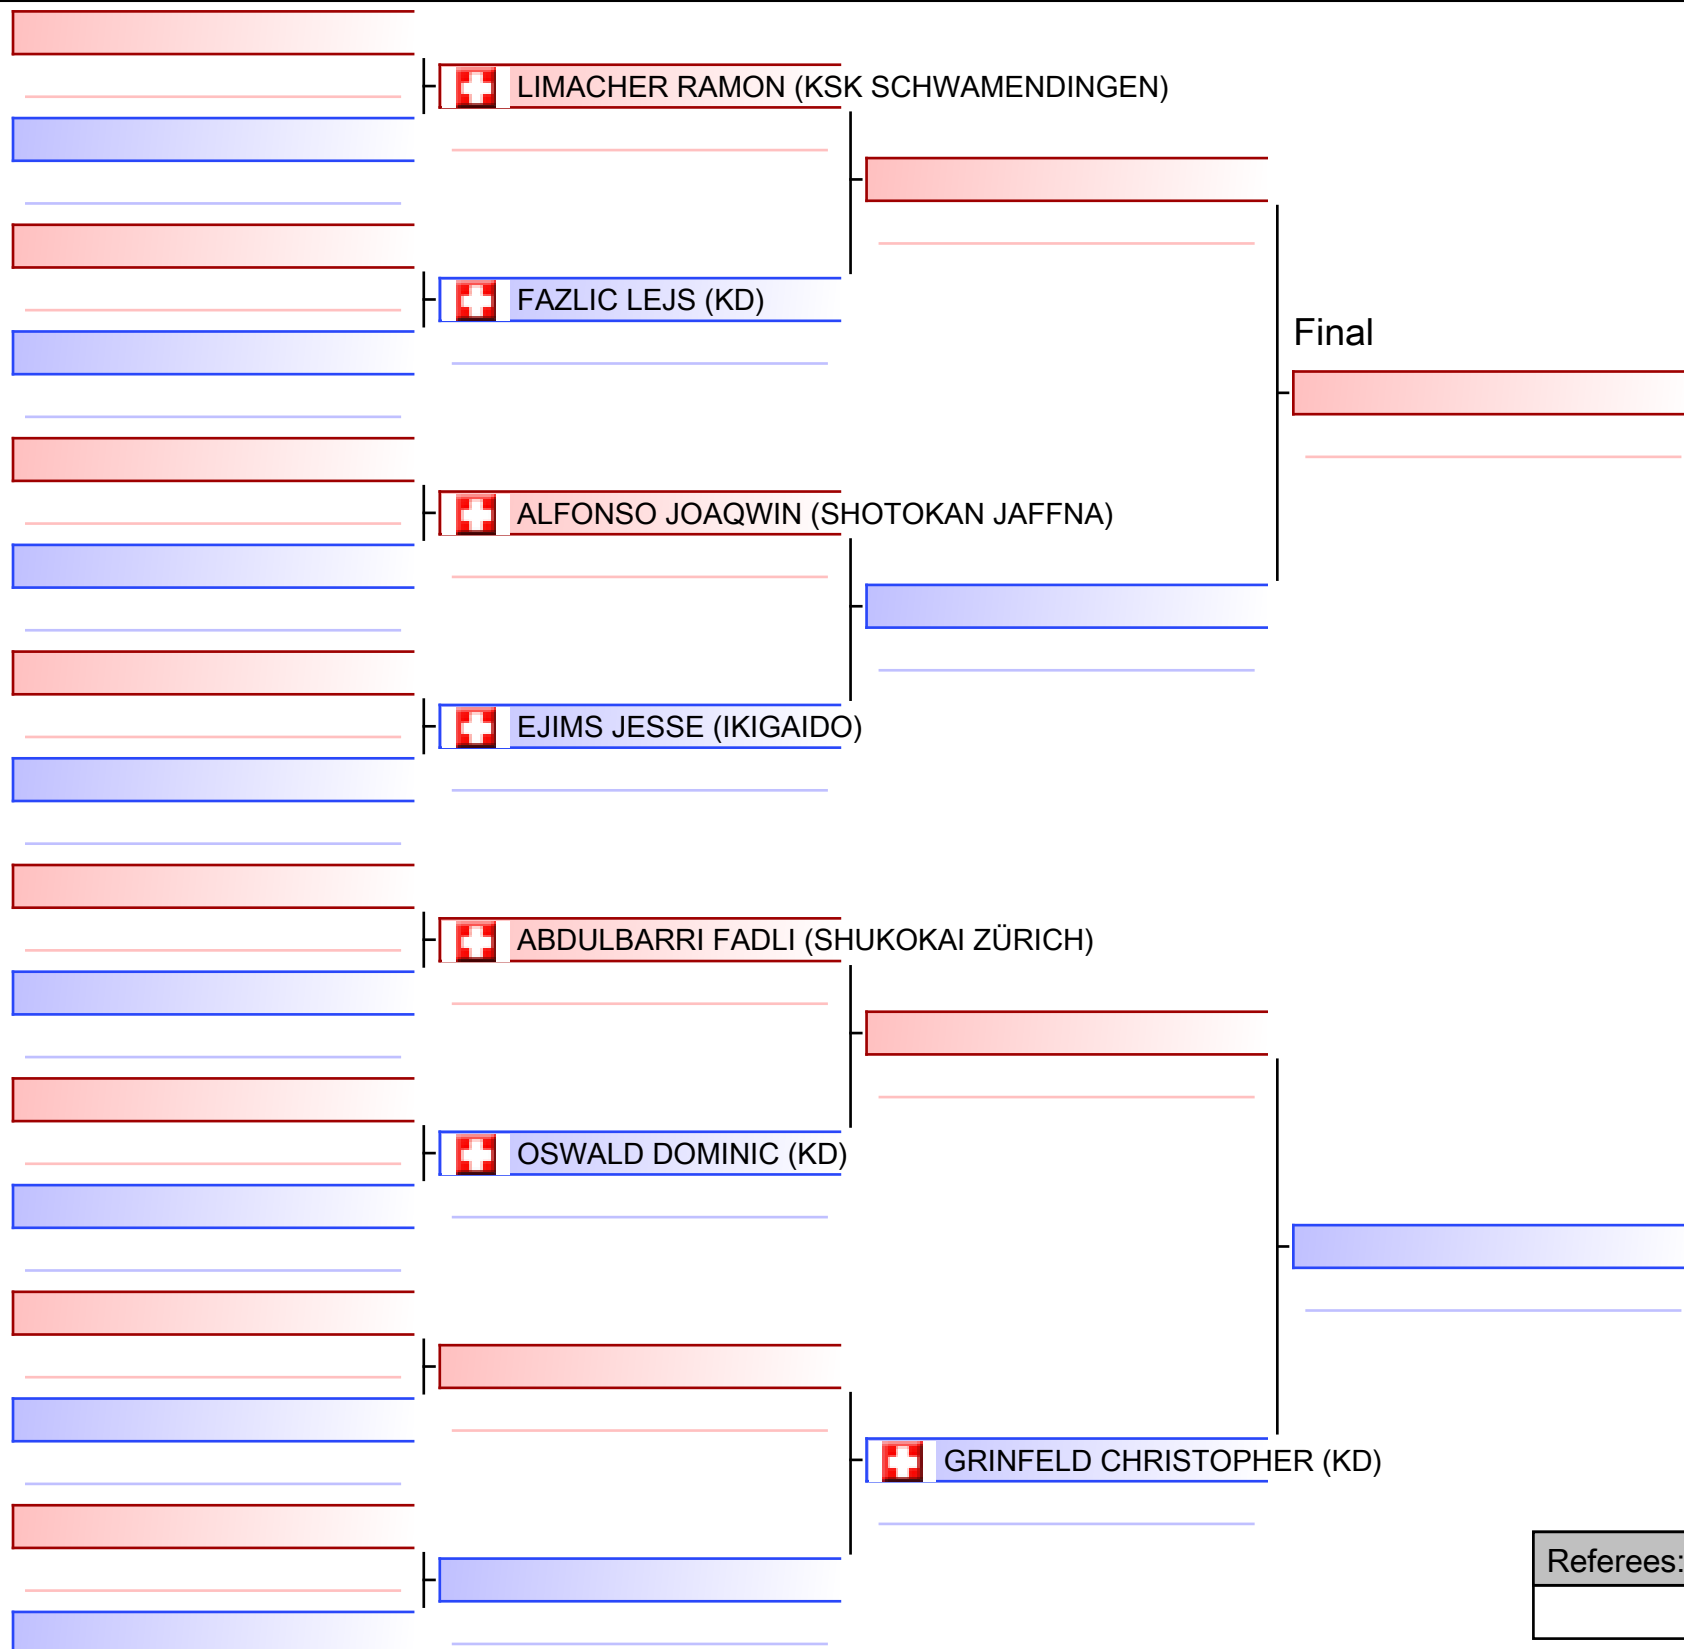 LIMACHER RAMON (KSK SCHWAMENDINGEN)
FAZLIC LEJS (KD)
Final
ALFONSO JOAQWIN (SHOTOKAN JAFFNA)
EJIMS JESSE (IKIGAIDO)
ABDULBARRI FADLI (SHUKOKAI ZÜRICH)
OSWALD DOMINIC (KD)
GRINFELD CHRISTOPHER (KD)
Referees: